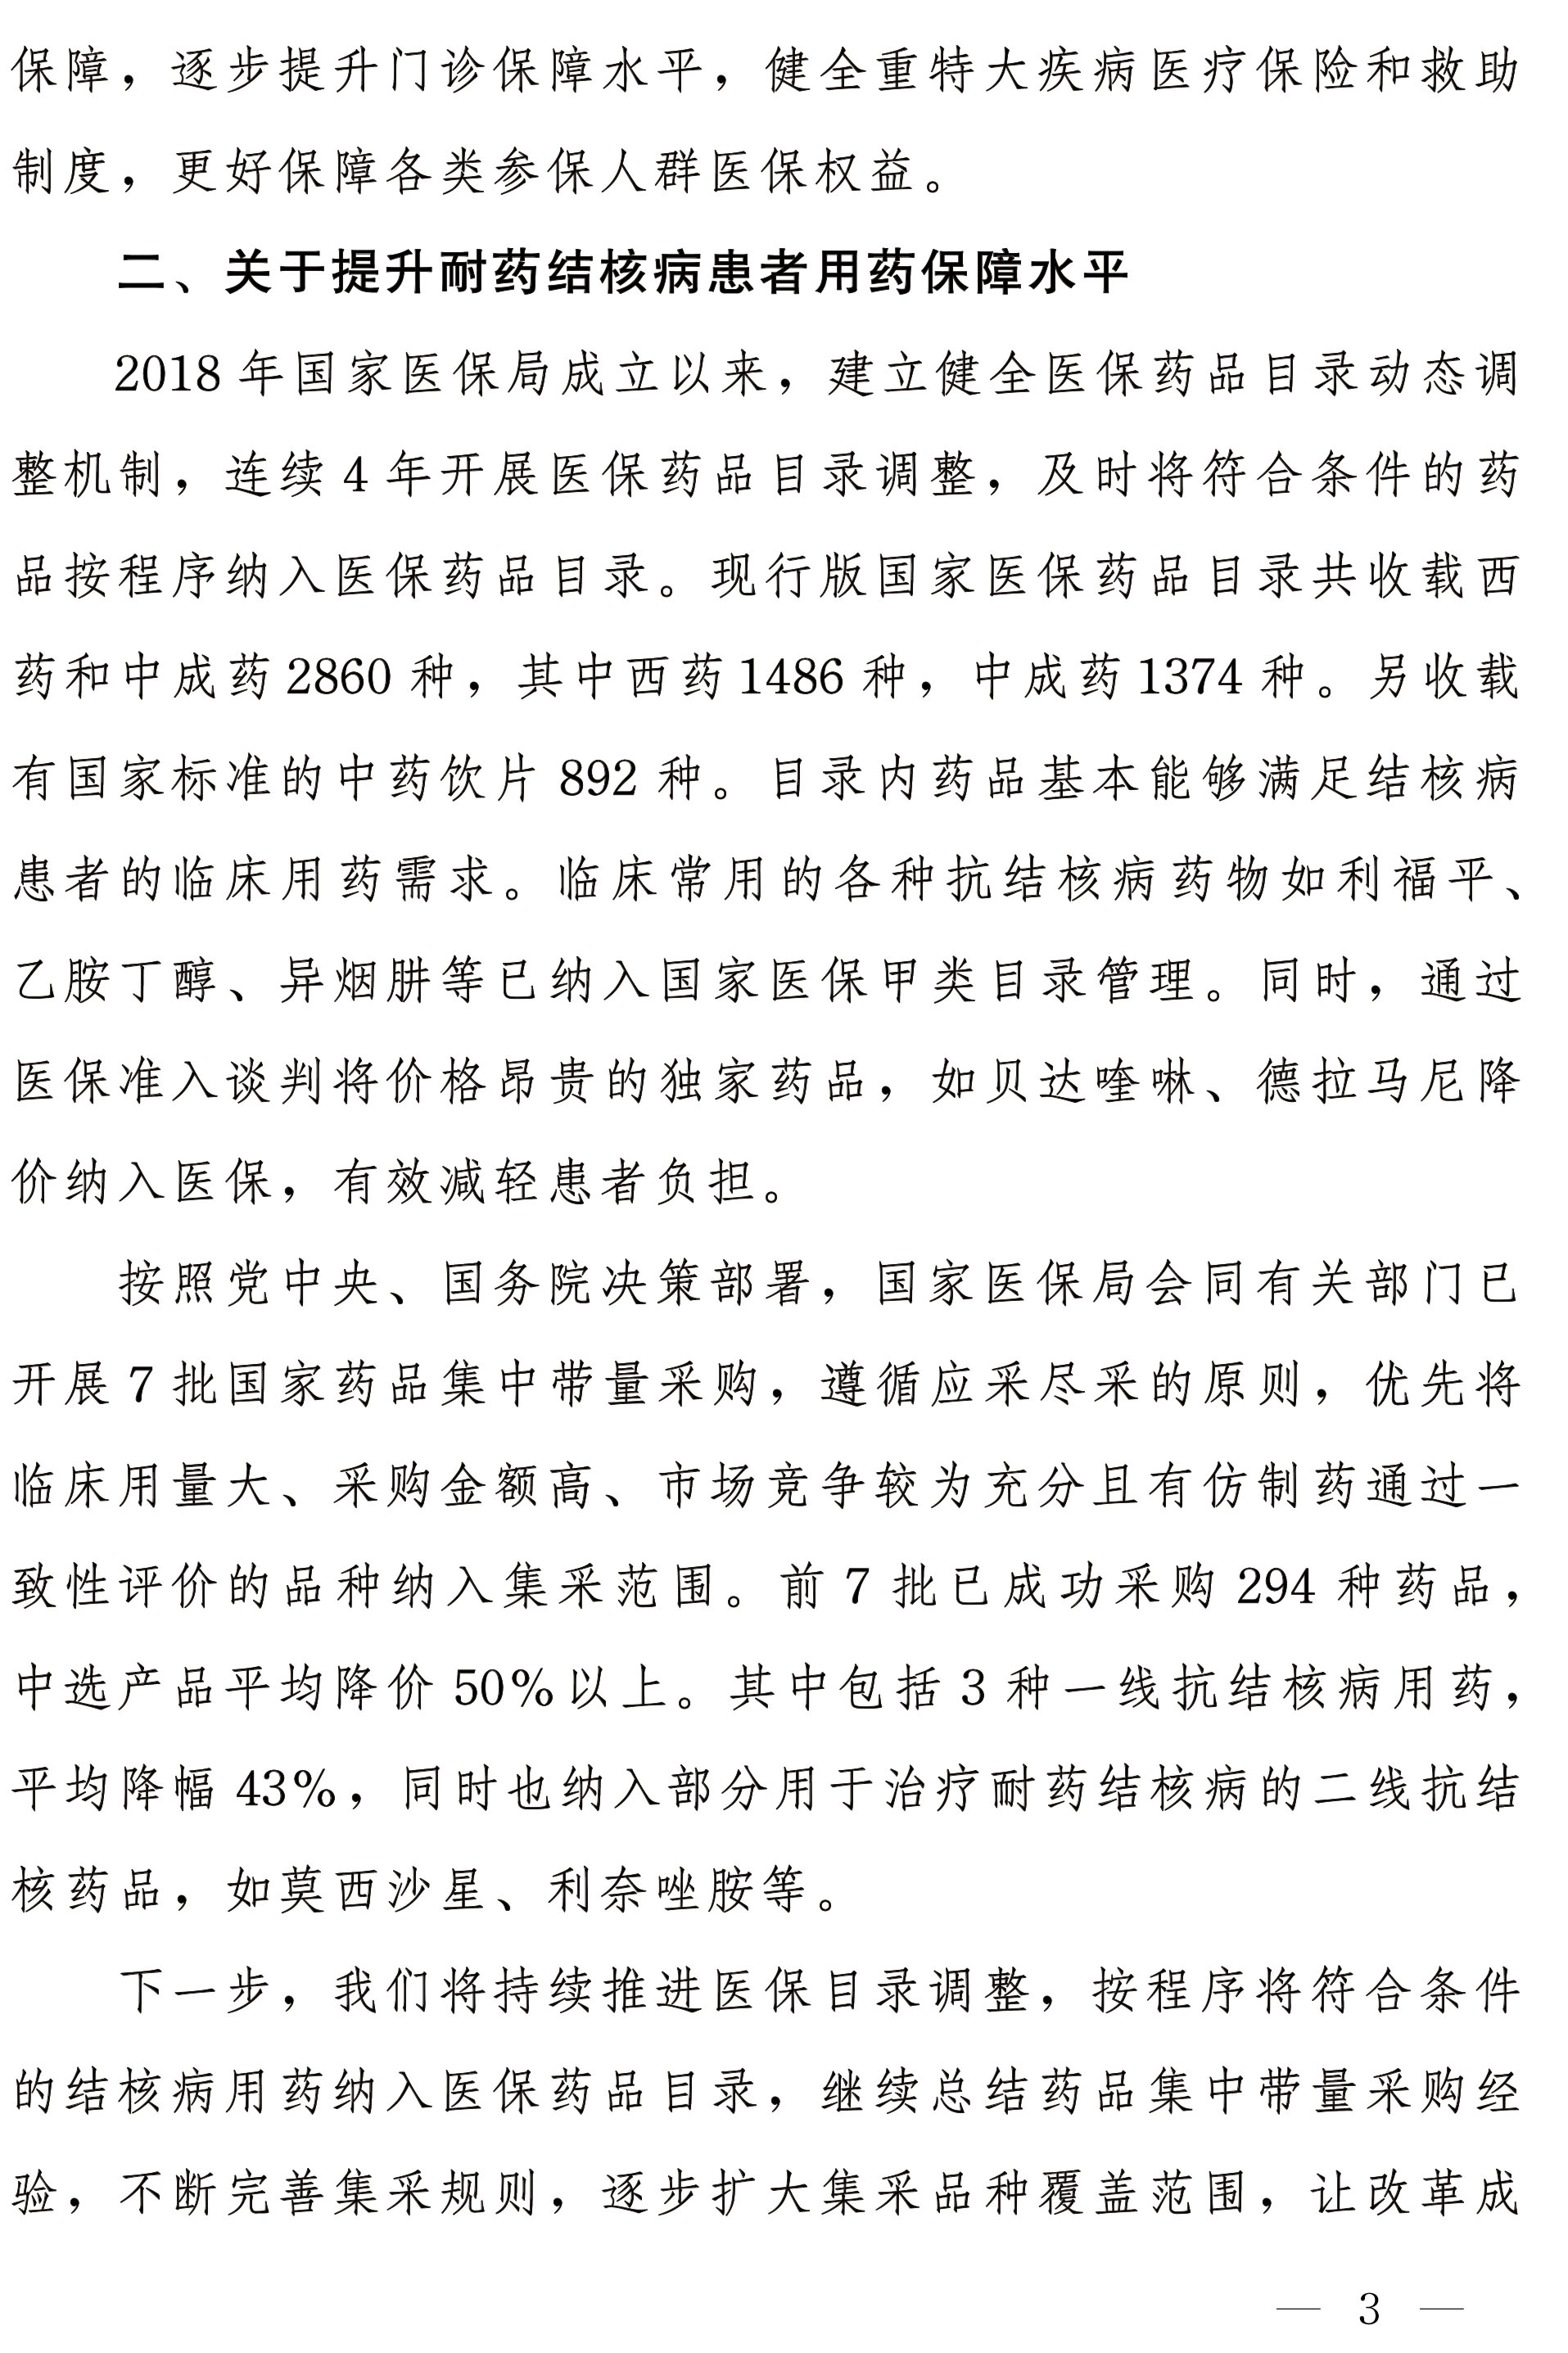 保障，逐步提升门诊保障水平，健全重特大疾病医疗保险和救助
制度，更好保障各类参保人群医保权益。
二、关于提升耐药结核病患者用药保障水平
2018 年国家医保局成立以来，建立健全医保药品目录动态调
整机制，连续 4 年开展医保药品目录调整，及时将符合条件的药
品按程序纳入医保药品目录。现行版国家医保药品目录共收载西
药和中成药 2860 种，其中西药 1486 种，中成药 1374 种。另收载
有国家标准的中药饮片 892 种。目录内药品基本能够满足结核病
患者的临床用药需求。临床常用的各种抗结核病药物如利福平、
乙胺丁醇、异烟肼等已纳入国家医保甲类目录管理。同时，通过
医保准入谈判将价格昂贵的独家药品，如贝达喹啉、德拉马尼降
价纳入医保，有效减轻患者负担。
按照党中央、国务院决策部署，国家医保局会同有关部门已
开展 7 批国家药品集中带量采购，遵循应采尽采的原则，优先将
临床用量大、采购金额高、市场竞争较为充分且有仿制药通过一
致性评价的品种纳入集采范围。前 7 批已成功采购 294 种药品，
中选产品平均降价 50%以上。其中包括 3 种一线抗结核病用药，
平均降幅 43%，同时也纳入部分用于治疗耐药结核病的二线抗结
核药品，如莫西沙星、利奈唑胺等。
下一步，我们将持续推进医保目录调整，按程序将符合条件
的结核病用药纳入医保药品目录，继续总结药品集中带量采购经
验，不断完善集采规则，逐步扩大集采品种覆盖范围，让改革成
— 3 —